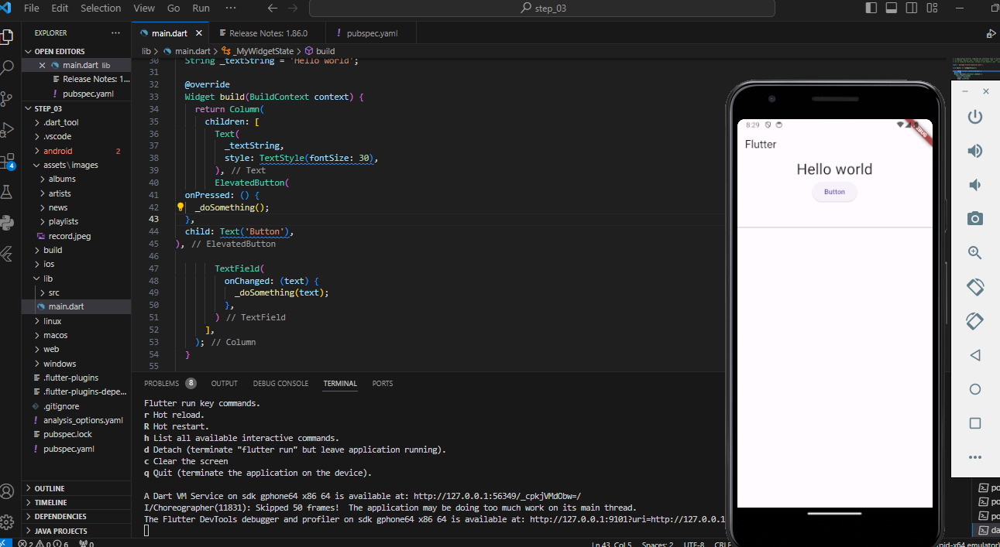 File Edit Selection View Go Run ··· step_03
EXPLORER ···
OPEN EDITORS
main.dart lib
Release Notes: 1...
! pubspec.yaml
STEP_03
.dart_tool
.vscode
android 2
assets\images
albums
artists
news
playlists
record.jpeg
build
ios
lib
src
main.dart
linux
macos
web
windows
.flutter-plugins
.flutter-plugins-depe...
.gitignore
! analysis_options.yaml
pubspec.lock
! pubspec.yaml
OUTLINE
TIMELINE
DEPENDENCIES
JAVA PROJECTS
4
main.dart Release Notes: 1.86.0 ! pubspec.yaml
lib > main.dart > _MyWidgetState > build
30 String _textString = 'Hello world';
31
32 @override
33 Widget build(BuildContext context) {
34 return Column(
35 children: [
36 Text(
37 _textString,
38 style: TextStyle(fontSize: 30),
39 ), // Text
40 ElevatedButton(
41 onPressed: () {
42 _doSomething();
43 },
44 child: Text('Button'),
45 ), // ElevatedButton
46
47 TextField(
48 onChanged: (text) {
49 _doSomething(text);
50 },
51 ) // TextField
52 ],
53 ); // Column
54 }
55
PROBLEMS 8 OUTPUT DEBUG CONSOLE TERMINAL PORTS
Flutter run key commands.
r Hot reload.
R Hot restart.
h List all available interactive commands.
d Detach (terminate "flutter run" but leave application running).
c Clear the screen
q Quit (terminate the application on the device).
A Dart VM Service on sdk gphone64 x86 64 is available at: http://127.0.0.1:56349/_cpkjVMdObw=/
I/Choreographer(11831): Skipped 50 frames! The application may be doing too much work on its main thread.
The Flutter DevTools debugger and profiler on sdk gphone64 x86 64 is available at: http://127.0.0.1:9101?uri=http://127.0.0.1
8:29
Flutter
Hello world
Button
po
po
po
da
2 0 6 0 Ln 43, Col 5 Spaces: 2 UTF-8 CRLF